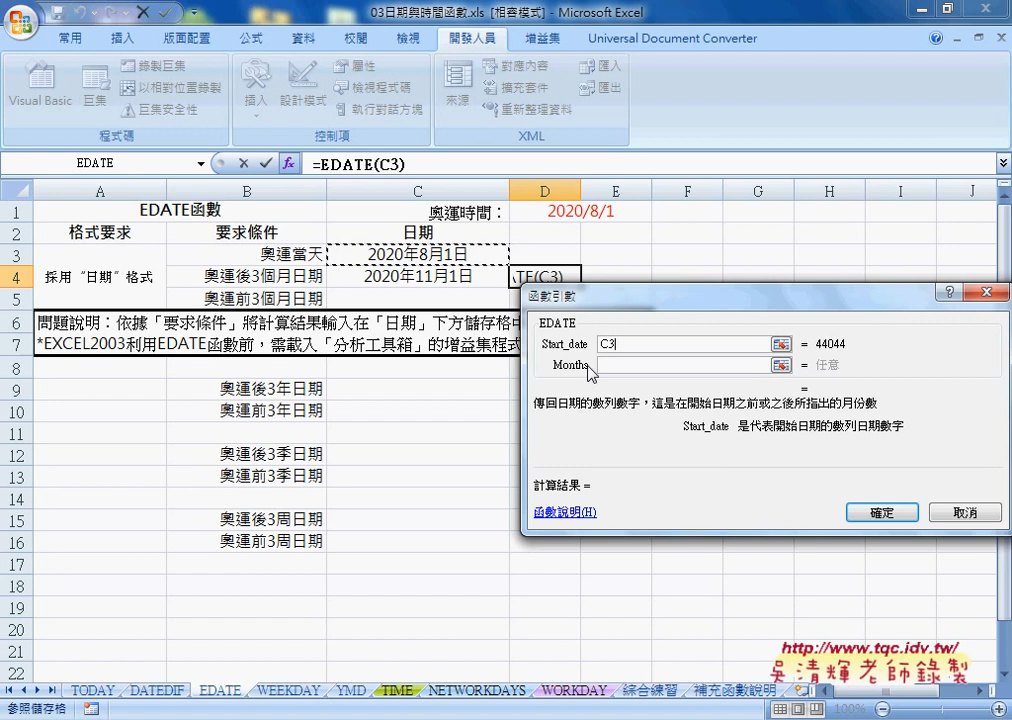 03日期與時間函數.xls [相容模式] - Microsoft Excel
常用 插入 版面配置 公式 資料 校閱 檢視 開發人員 增益集 Universal Document Converter
Visual Basic 巨集 錄製巨集 以相對位置錄製 巨集安全性
插入 設計模式 屬性 檢視程式碼 執行對話方塊
來源 對應內容 擴充套件 重新整理資料 匯入 匯出
程式碼 控制項 XML
EDATE =EDATE(C3)
A B C D E F G H I J
1 EDATE函數 奧運時間： 2020/8/1
2 格式要求 要求條件 日期
3 奧運當天 2020年8月1日
4 採用“日期”格式 奧運後3個月日期 2020年11月1日 \TE(C3)
5 奧運前3個月日期
6 問題說明：依據「要求條件」將計算結果輸入在「日期」下方儲存格中
7 *EXCEL2003利用EDATE函數前，需載入「分析工具箱」的增益集程式
8
9 奧運後3年日期
10 奧運前3年日期
11
12 奧運後3季日期
13 奧運前3季日期
14
15 奧運後3周日期
16 奧運前3周日期
17
18
19
20
21
22
函數引數
EDATE
Start_date C3 = 44044
Months = 任意
=
傳回日期的數列數字，這是在開始日期之前或之後所指出的月份數
Start_date 是代表開始日期的數列日期數字
計算結果 =
函數說明(H) 確定 取消
http://www.tqc.idv.tw/
吳清輝老師錄製
TODAY DATEDIF EDATE WEEKDAY YMD TIME NETWORKDAYS WORKDAY 綜合練習 補充函數說明
參照儲存格 100%